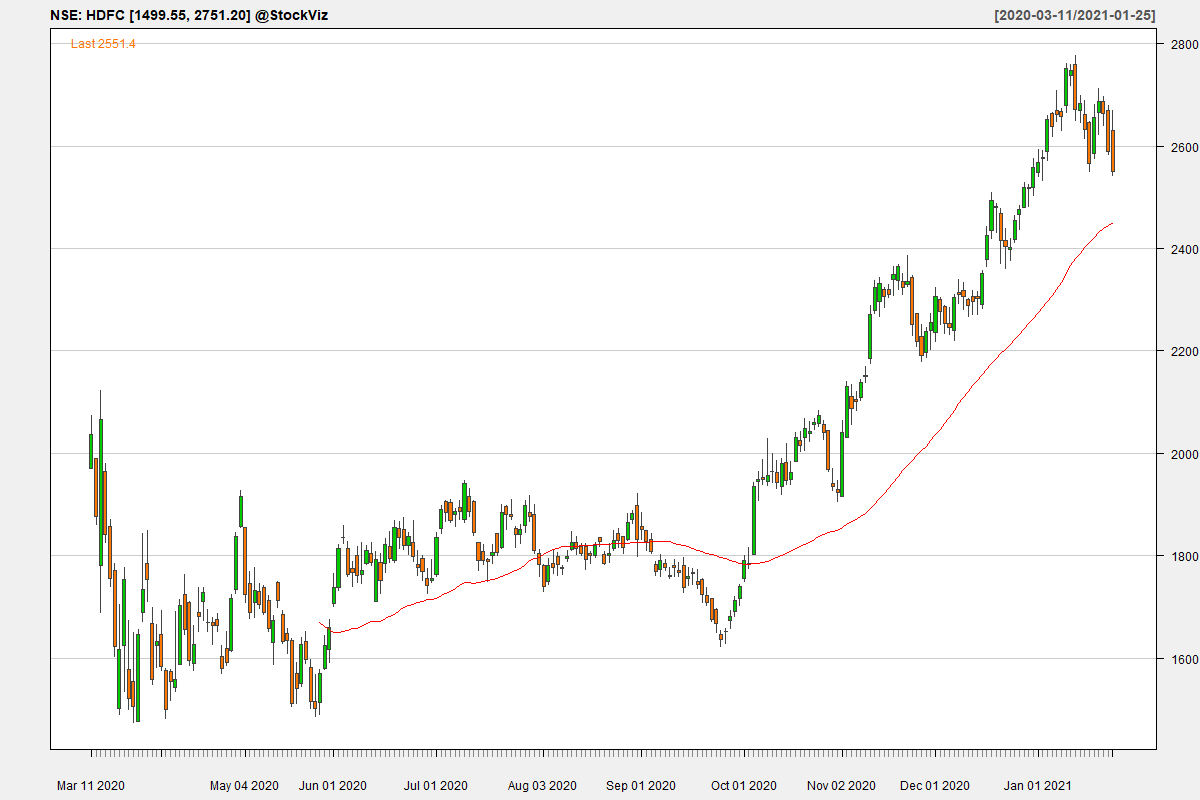 NSE: HDFC [1499.55, 2751.20] @StockViz
[2020-03-11/2021-01-25]
Last 2551.4
2800
2600
2400
2200
2000
1800
1600
Mar 11 2020 May 04 2020 Jun 01 2020 Jul 01 2020 Aug 03 2020 Sep 01 2020 Oct 01 2020 Nov 02 2020 Dec 01 2020 Jan 01 2021